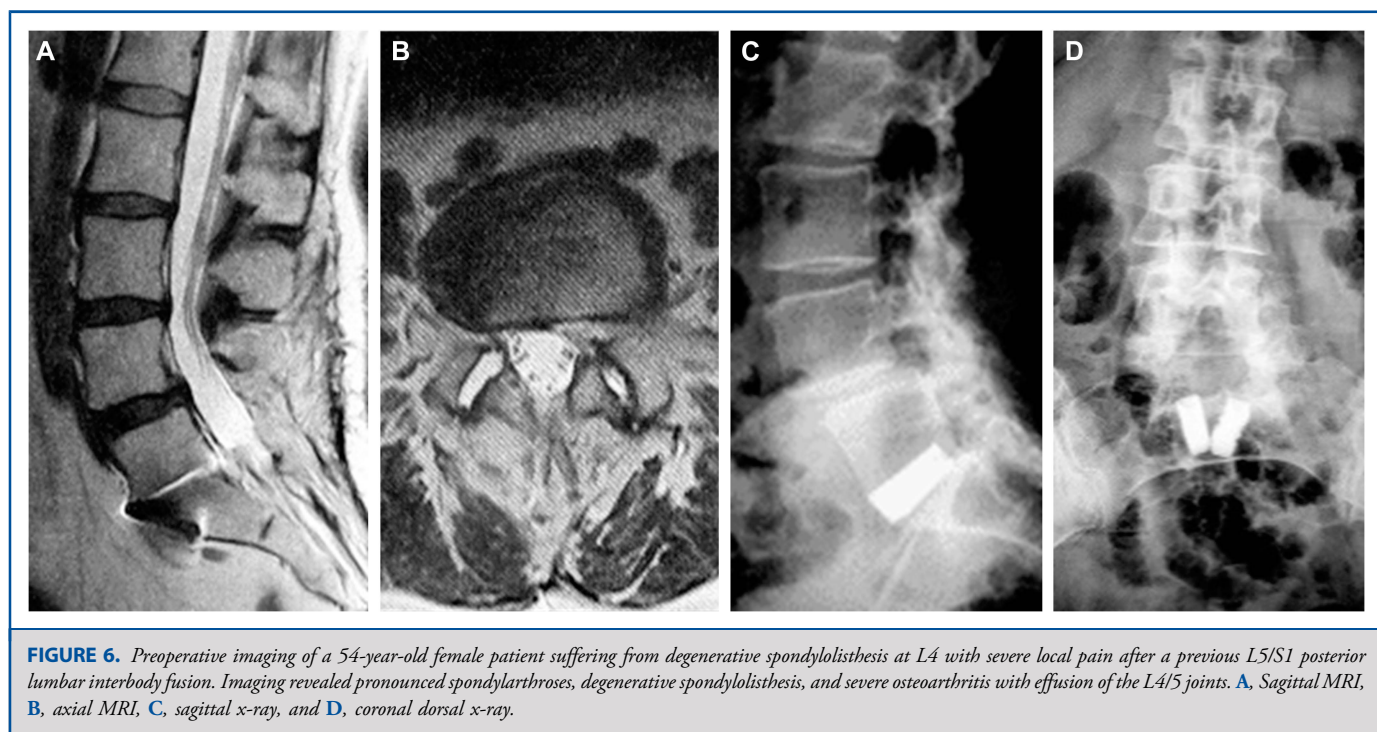 A B C D
FIGURE 6. Preoperative imaging of a 54-year-old female patient suffering from degenerative spondylolisthesis at L4 with severe local pain after a previous L5/S1 posterior
lumbar interbody fusion. Imaging revealed pronounced spondylarthroses, degenerative spondylolisthesis, and severe osteoarthritis with effusion of the L4/5 joints. A, Sagittal MRI,
B, axial MRI, C, sagittal x-ray, and D, coronal dorsal x-ray.